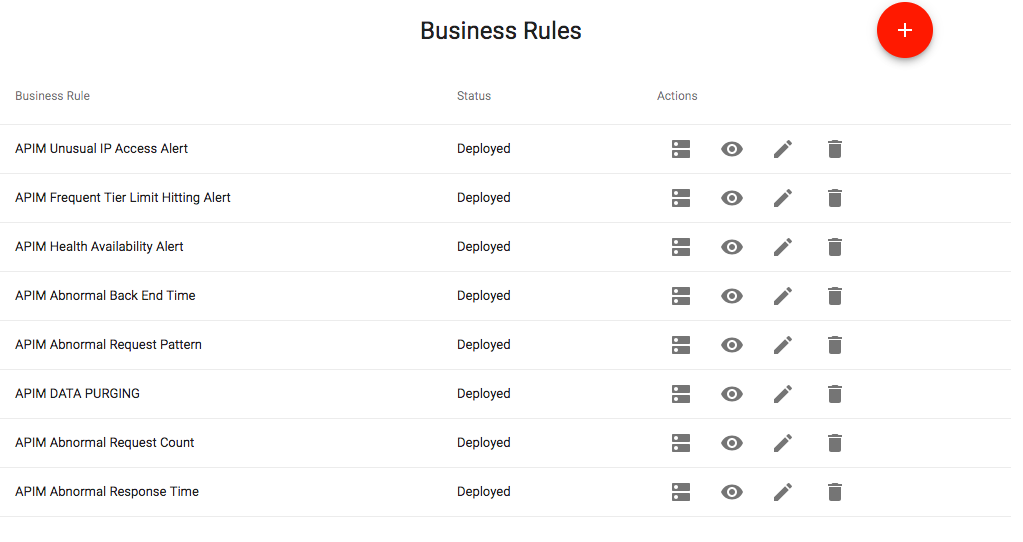 Business Rules
+
Business Rule Status Actions
APIM Unusual IP Access Alert Deployed
APIM Frequent Tier Limit Hitting Alert Deployed
APIM Health Availability Alert Deployed
APIM Abnormal Back End Time Deployed
APIM Abnormal Request Pattern Deployed
APIM DATA PURGING Deployed
APIM Abnormal Request Count Deployed
APIM Abnormal Response Time Deployed